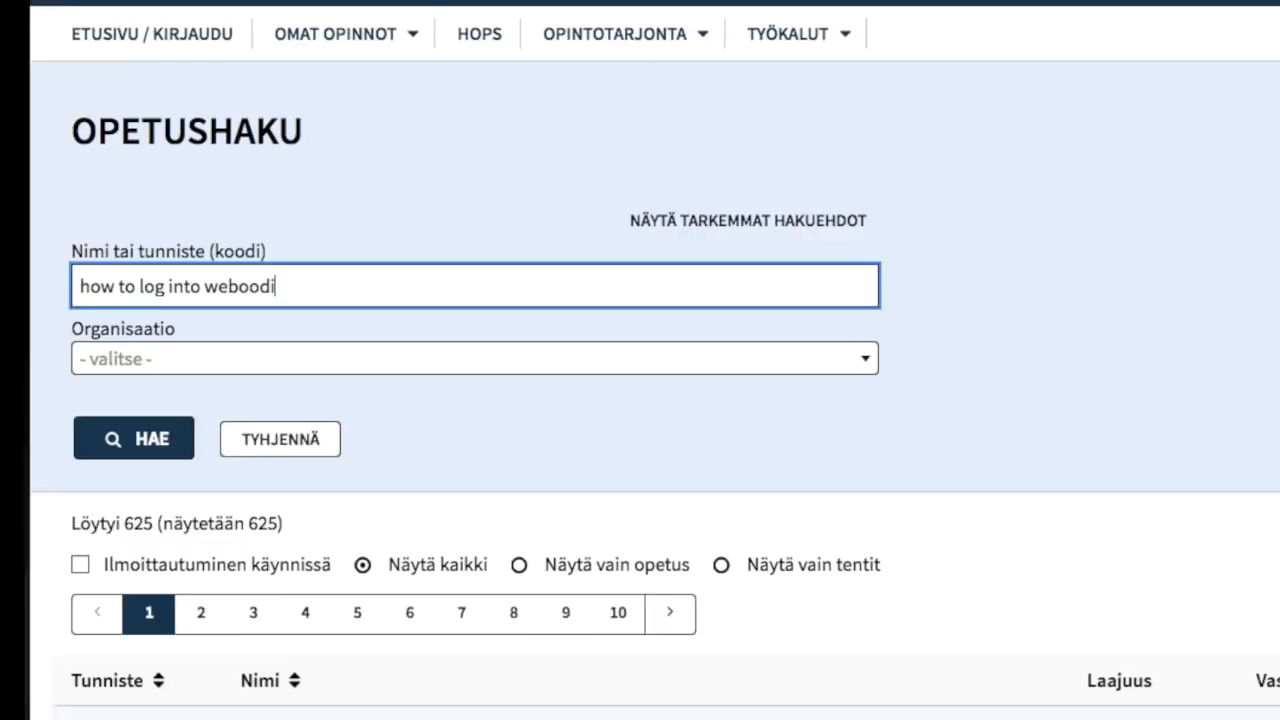 ETUSIVU / KIRJAUDU OMAT OPINNOT HOPS OPINTOTARJONTA TYÖKALUT
OPETUSHAKU
NÄYTÄ TARKEMMAT HAKUEHDOT
Nimi tai tunniste (koodi)
how to log into weboodi
Organisaatio
- valitse -
HAE TYHJENNÄ
Löytyi 625 (näytetään 625)
Ilmoittautuminen käynnissä Näytä kaikki Näytä vain opetus Näytä vain tentit
< 1 2 3 4 5 6 7 8 9 10 >
Tunniste Nimi Laajuus